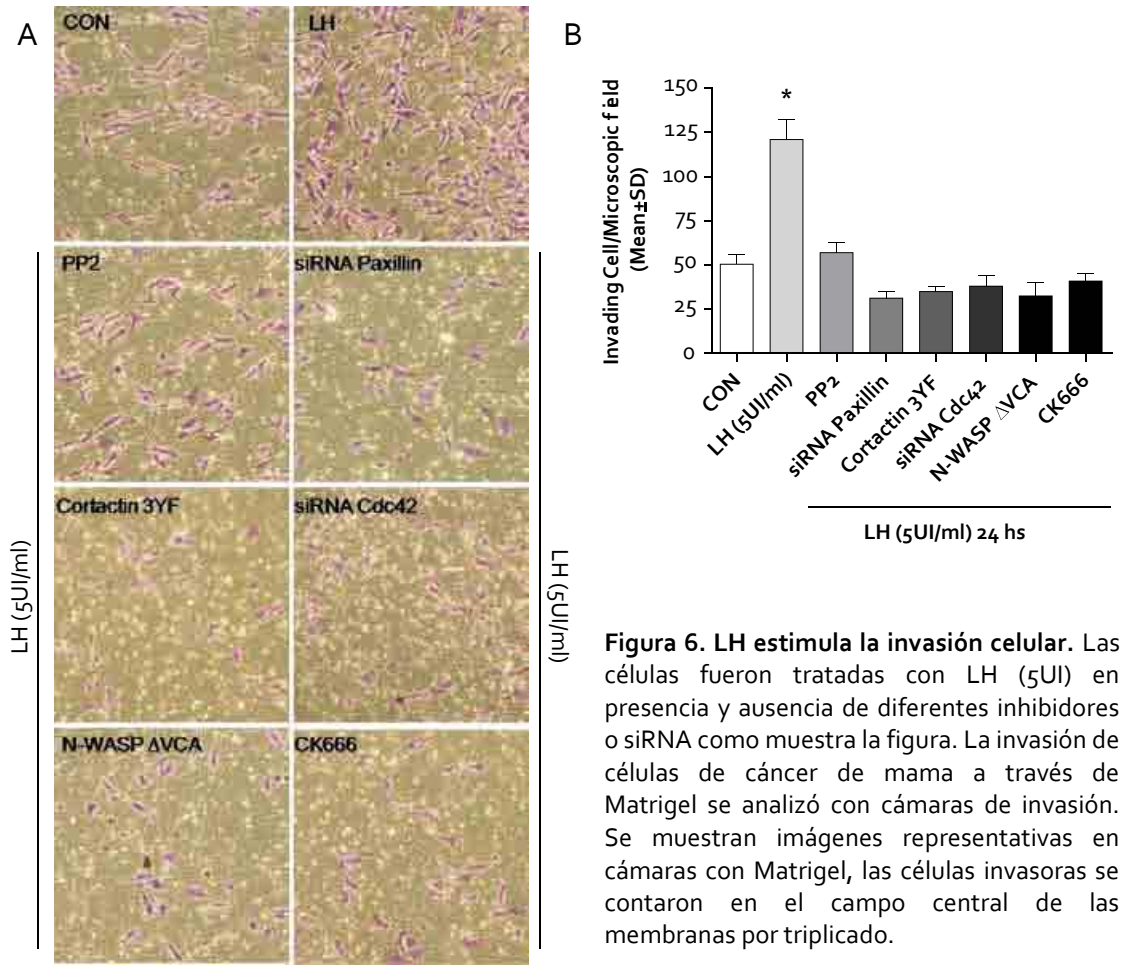 A
CON
LH
PP2
siRNA Paxillin
Cortactin 3YF
siRNA Cdc42
N-WASP ΔVCA
CK666
LH (5UI/ml)
LH (5UI/ml)
B
Invading Cell/Microscopic field
(Mean±SD)
150
125
100
75
50
25
0
*
CON
LH (5UI/ml)
PP2
siRNA Paxillin
Cortactin 3YF
siRNA Cdc42
N-WASP △VCA
CK666
LH (5UI/ml) 24 hs
Figura 6. LH estimula la invasión celular. Las
células fueron tratadas con LH (5UI) en
presencia y ausencia de diferentes inhibidores
o siRNA como muestra la figura. La invasión de
células de cáncer de mama a través de
Matrigel se analizó con cámaras de invasión.
Se muestran imágenes representativas en
cámaras con Matrigel, las células invasoras se
contaron en el campo central de las
membranas por triplicado.